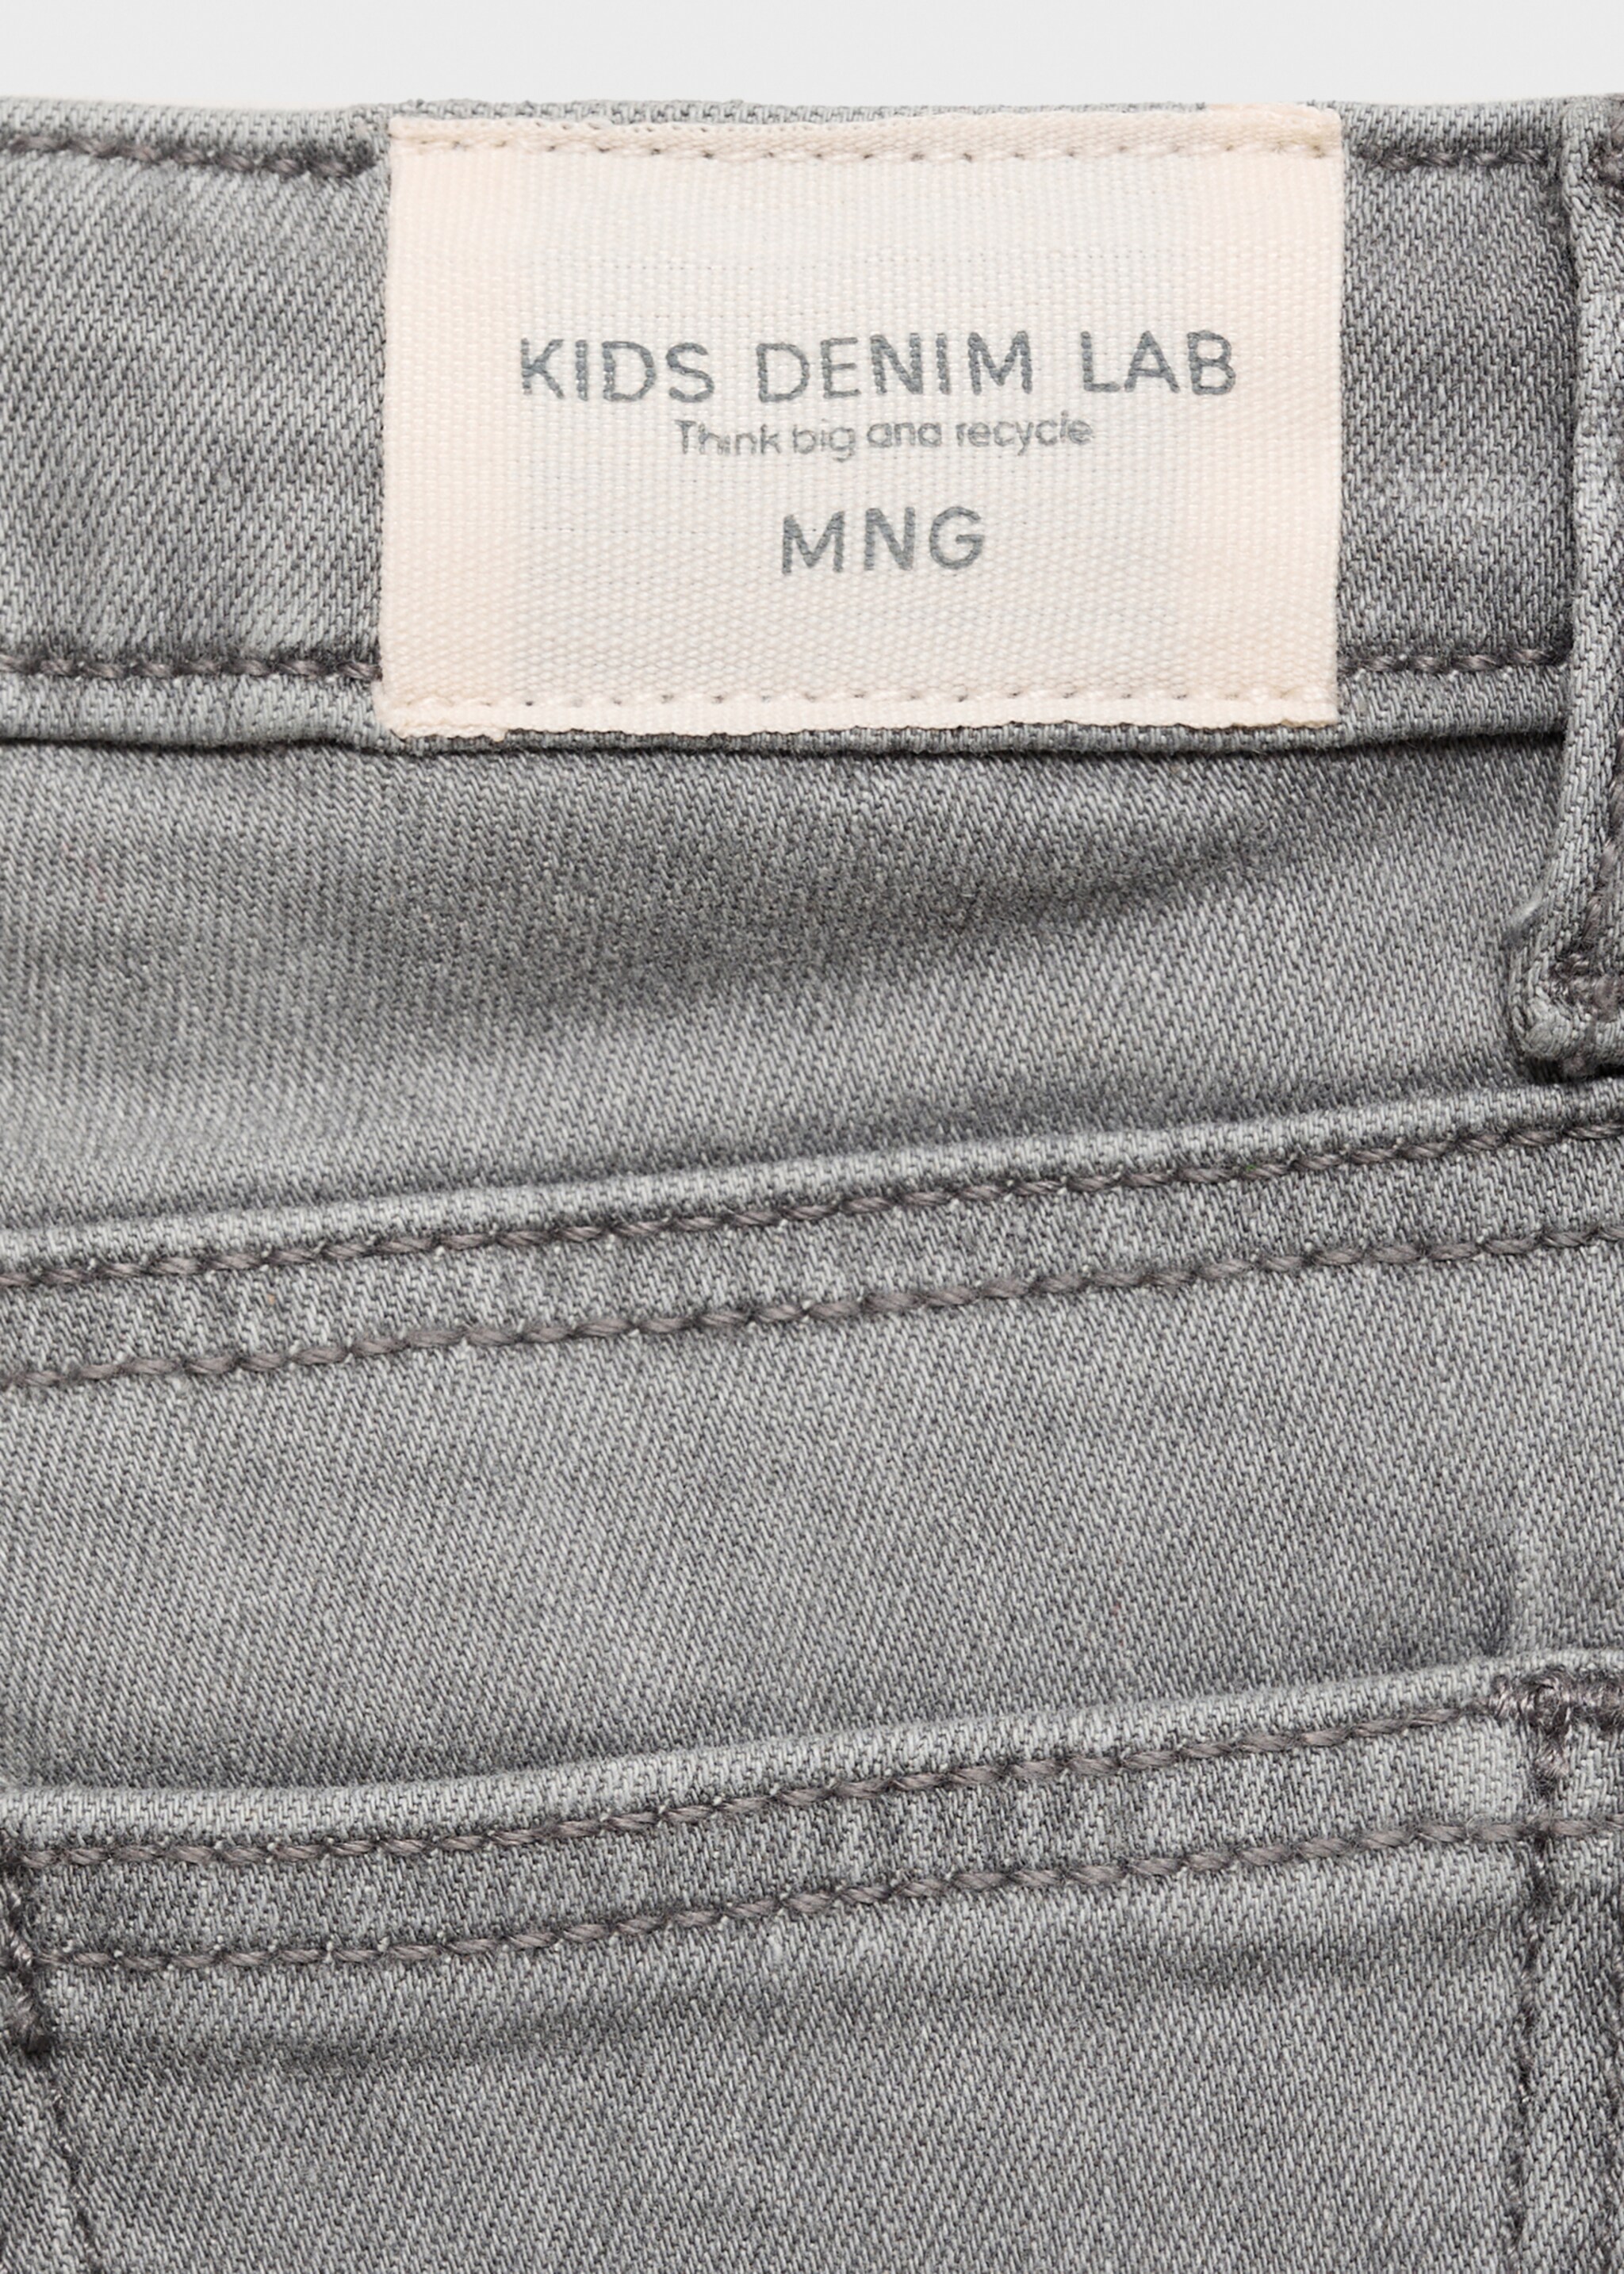 KIDS DENIM LAB
Think big and recycle
MNG